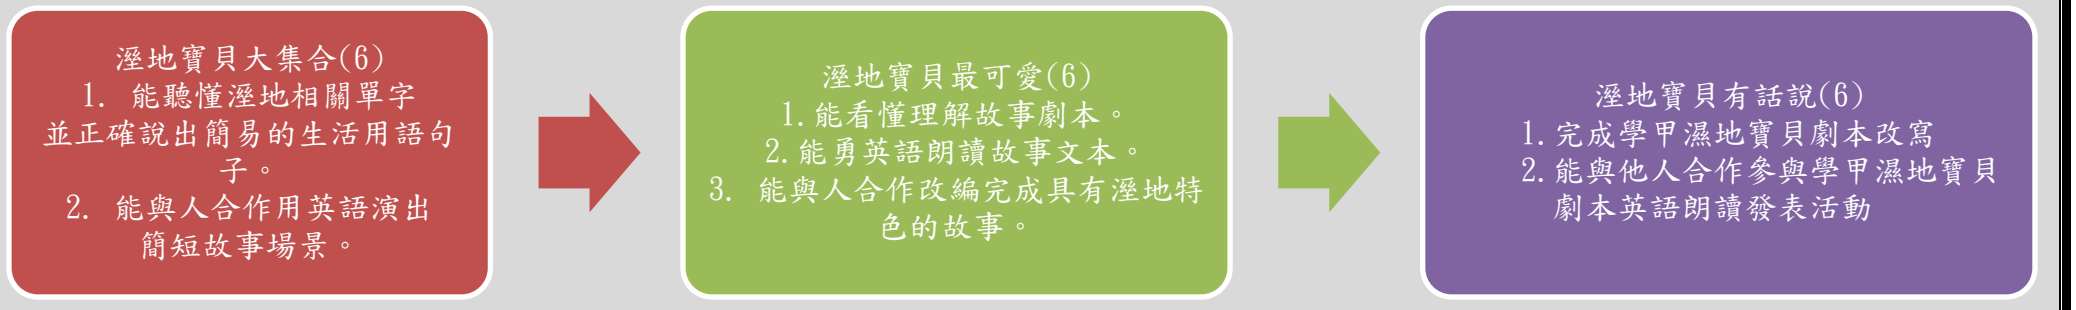 溼地寶貝大集合(6)
1. 能聽懂溼地相關單字
並正確說出簡易的生活用語句
子。
2. 能與人合作用英語演出
簡短故事場景。
溼地寶貝最可愛(6)
1.能看懂理解故事劇本。
2.能勇英語朗讀故事文本。
3. 能與人合作改編完成具有溼地特
色的故事。
溼地寶貝有話說(6)
1.完成學甲濕地寶貝劇本改寫
2.能與他人合作參與學甲濕地寶貝
劇本英語朗讀發表活動